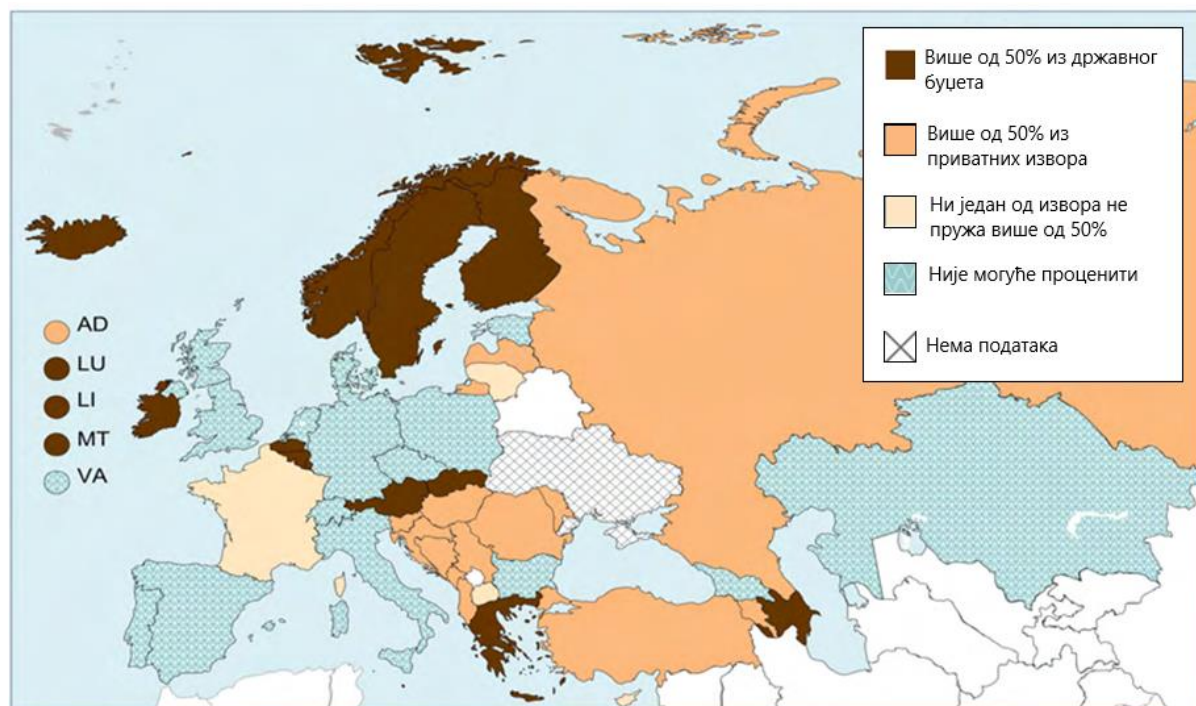 Више од 50% из државног
буџета
Више од 50% из
приватних извора
Ни један од извора не
пружа више од 50%
Није могуће проценити
Нема података
AD
LU
LI
MT
VA